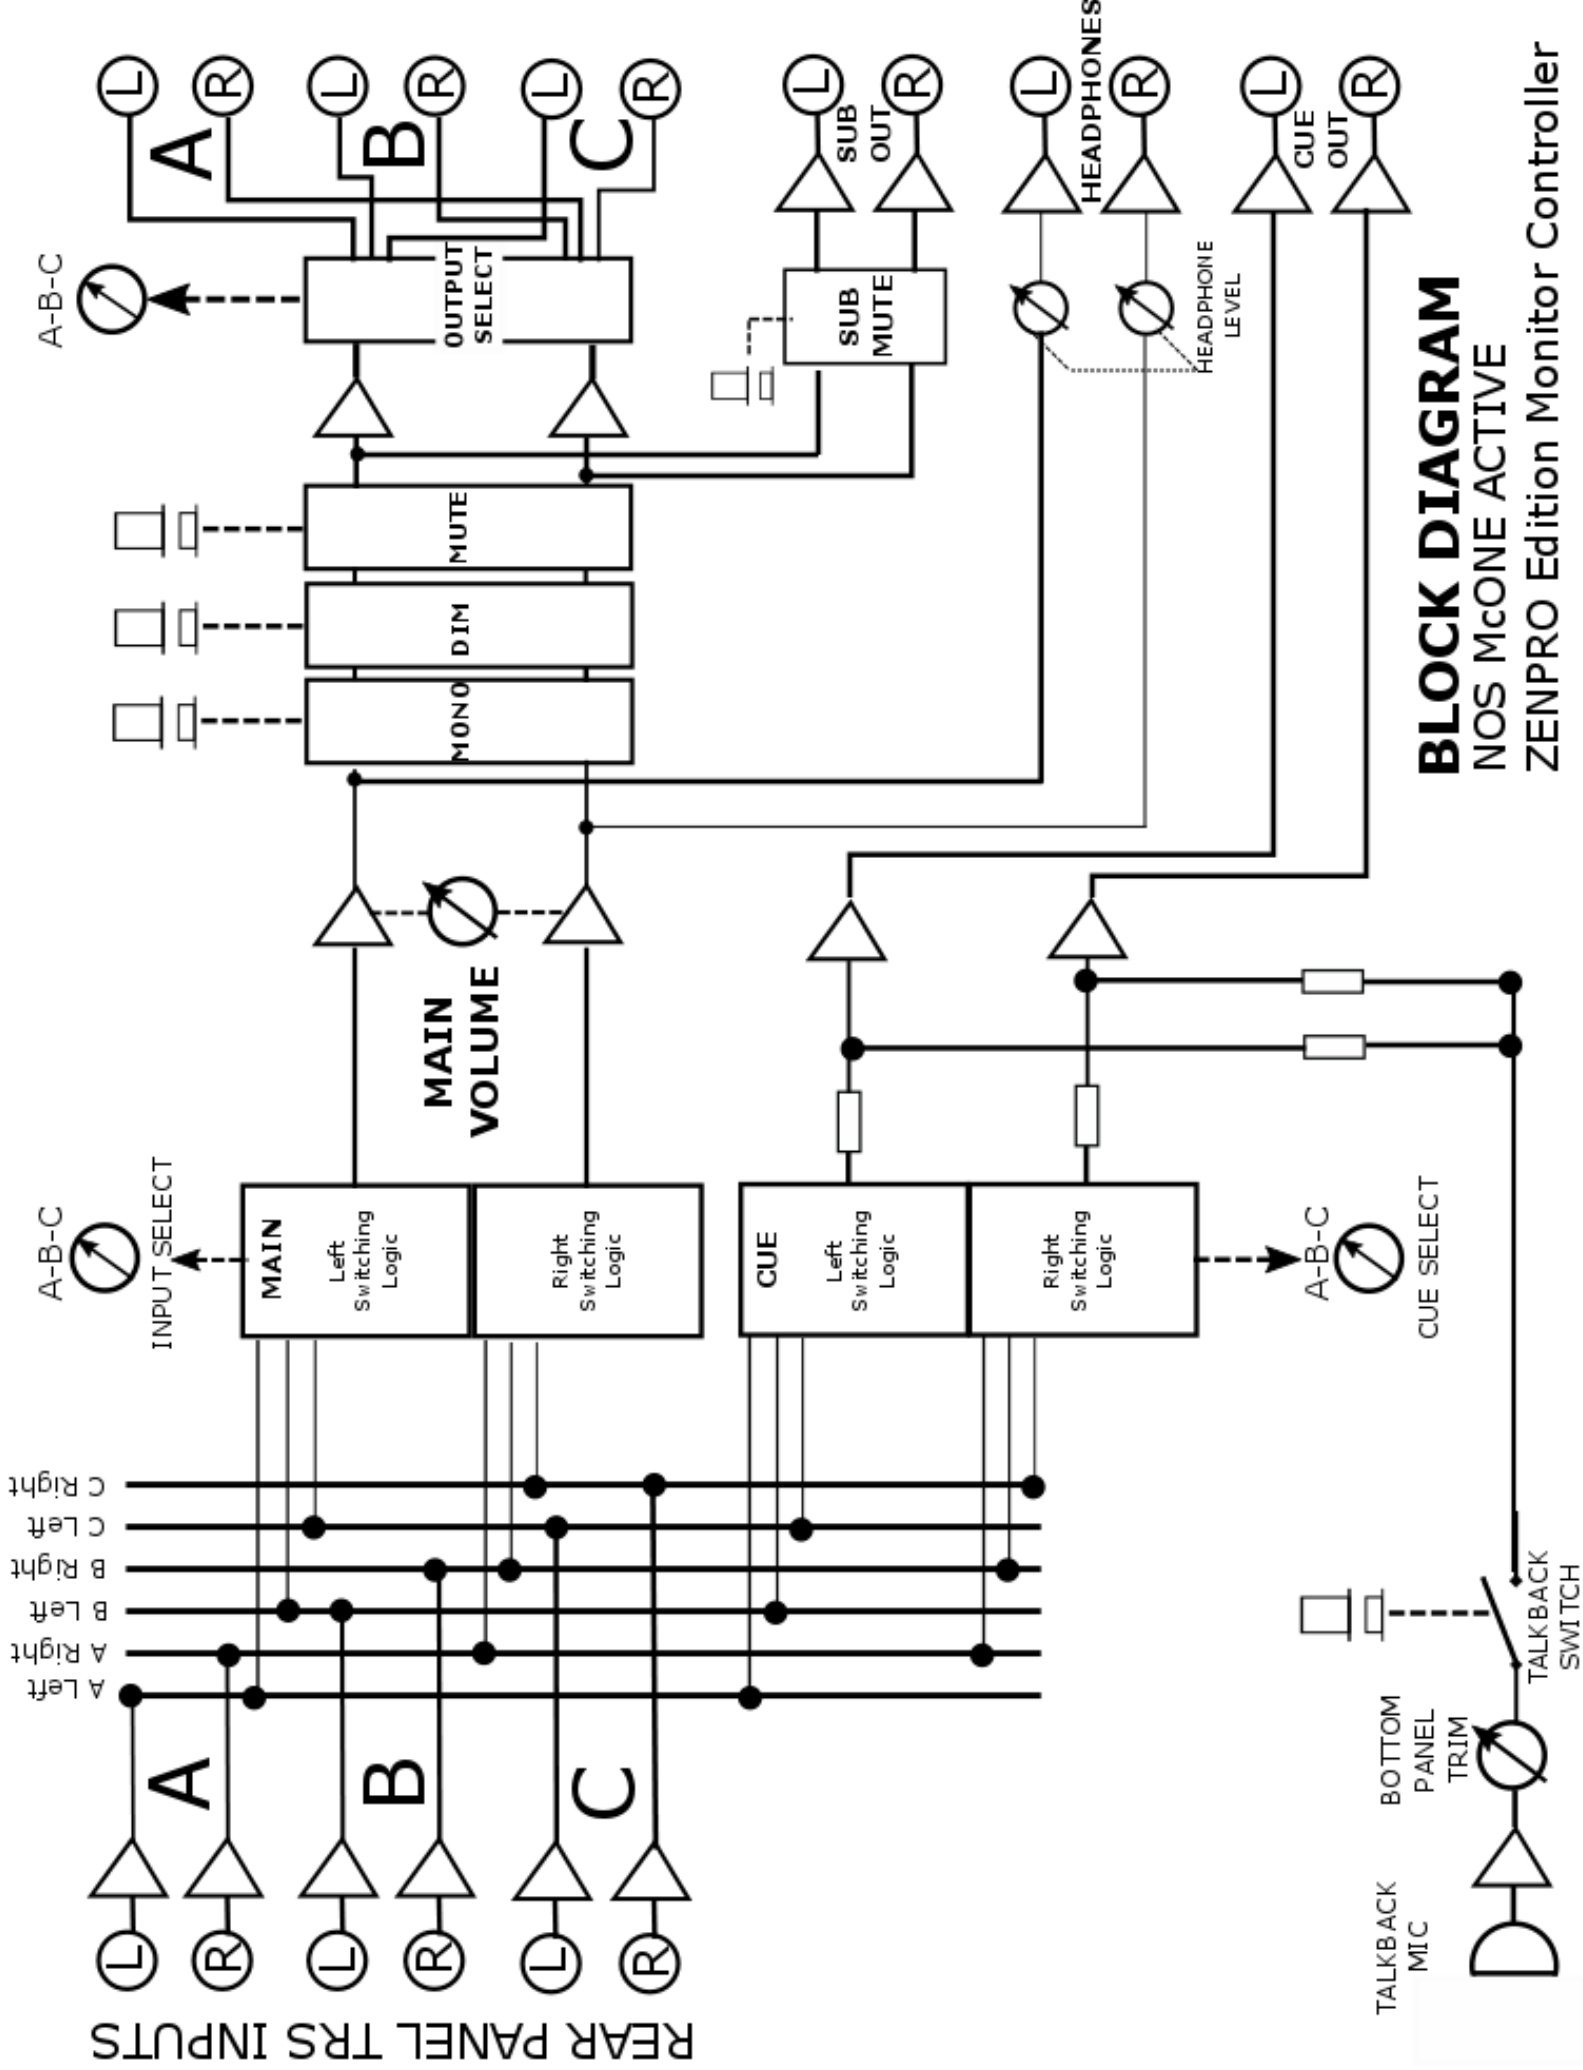 REAR PANEL TRS INPUTS
L
R
L
R
L
R
A
B
C
A Left
A Right
B Left
B Right
C Left
C Right
A-B-C
INPUT SELECT
MAIN
Left
Switching
Logic
Right
Switching
Logic
CUE
Left
Switching
Logic
Right
Switching
Logic
A-B-C
CUE SELECT
MAIN
VOLUME
MONO
DIM
MUTE
A-B-C
OUTPUT
SELECT
A
B
C
L
R
L
R
L
R
SUB
MUTE
SUB
OUT
L
R
HEADPHONE
LEVEL
HEADPHONES
L
R
CUE
OUT
L
R
TALKBACK
MIC
BOTTOM
PANEL
TRIM
TALKBACK
SWITCH
BLOCK DIAGRAM
NOS McONE ACTIVE
ZENPRO Edition Monitor Controller